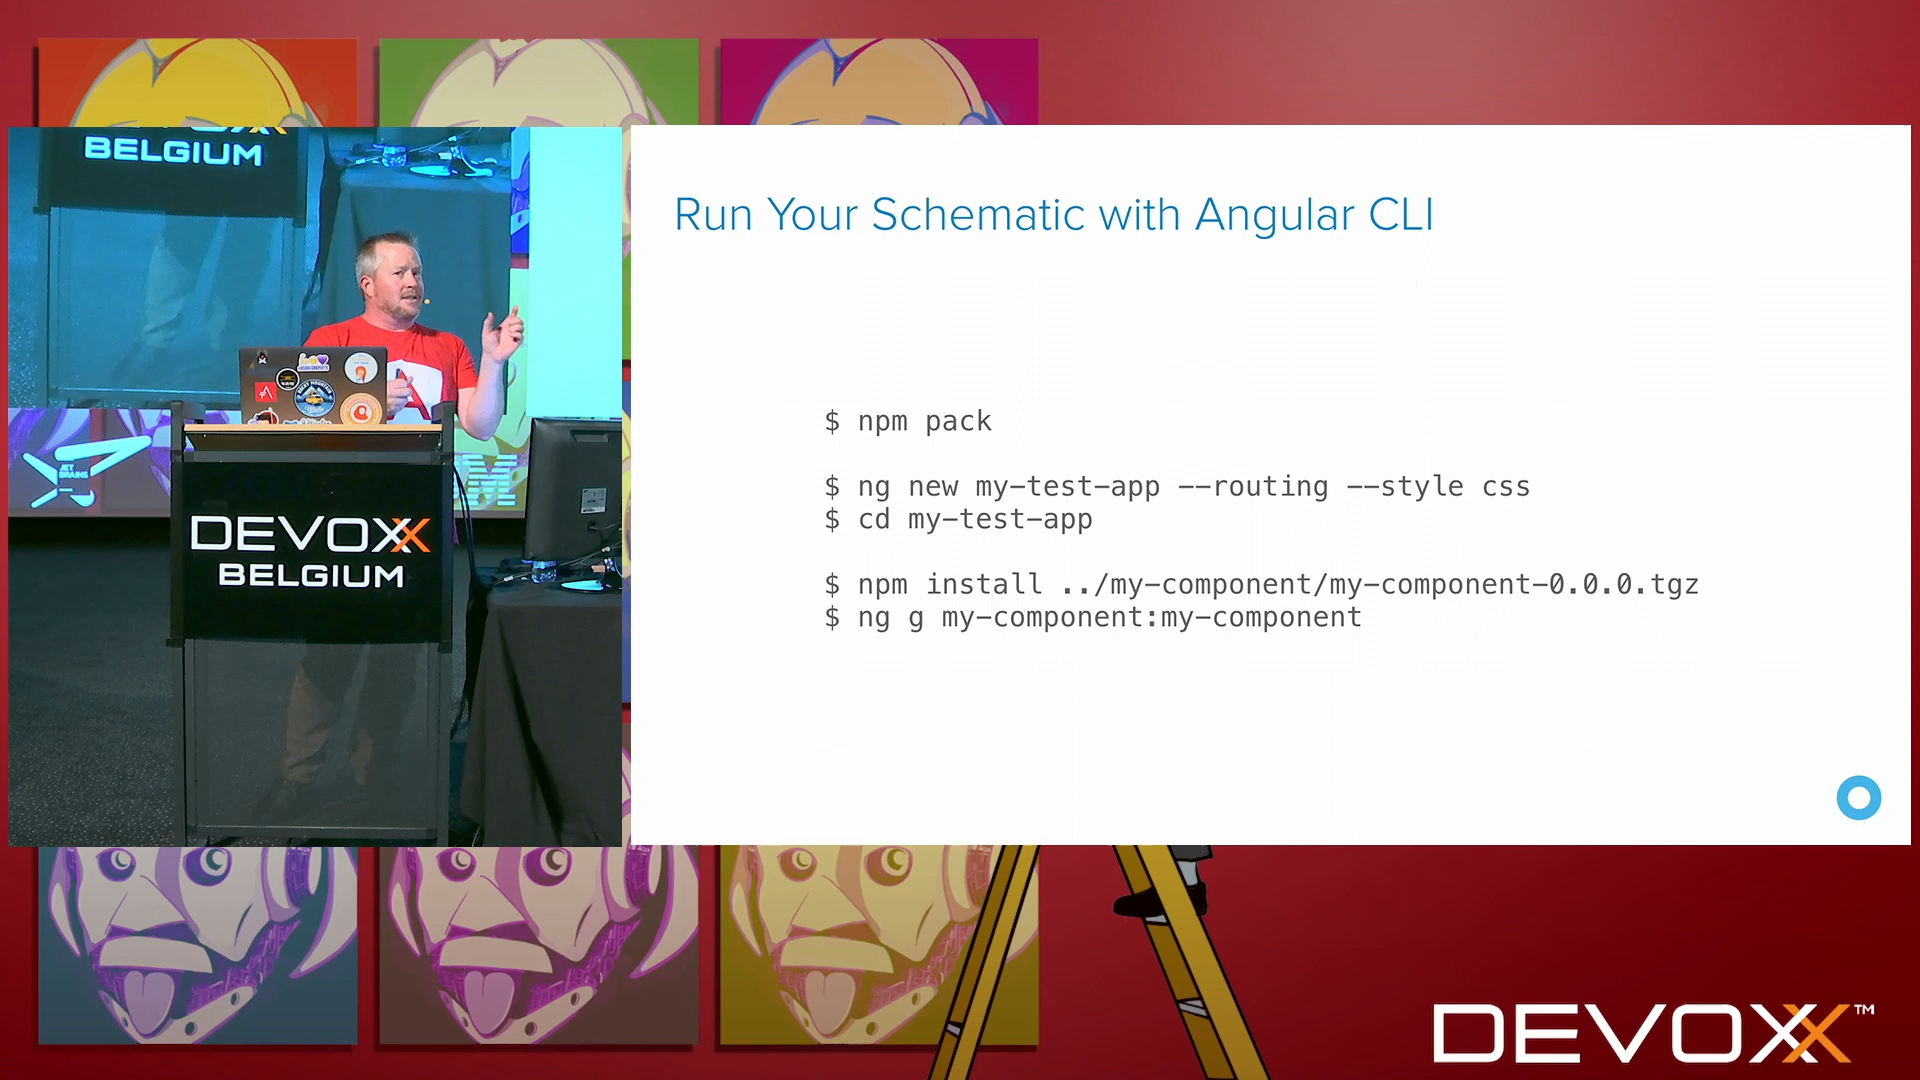 BELGIUM
JET
BRAINS
DEVOXX
BELGIUM
Run Your Schematic with Angular CLI
$ npm pack
$ ng new my-test-app --routing --style css
$ cd my-test-app
$ npm install ../my-component/my-component-0.0.0.tgz
$ ng g my-component:my-component
DEVOXX™